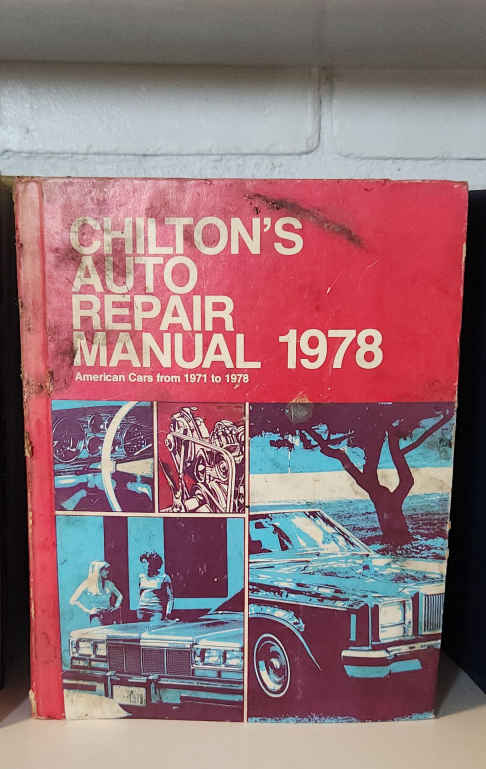 CHILTON'S
AUTO
REPAIR
MANUAL 1978
American Cars from 1971 to 1978